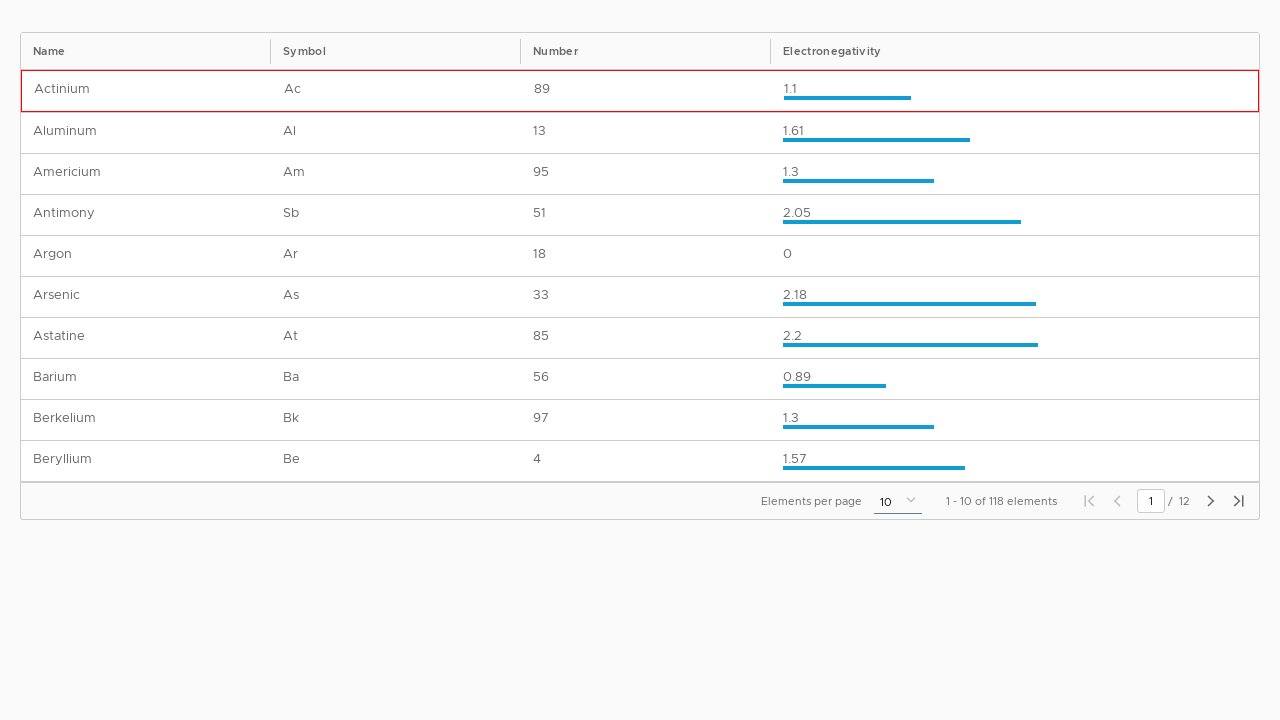 Name Symbol Number Electronegativity
Actinium Ac 89 1.1
Aluminum Al 13 1.61
Americium Am 95 1.3
Antimony Sb 51 2.05
Argon Ar 18 0
Arsenic As 33 2.18
Astatine At 85 2.2
Barium Ba 56 0.89
Berkelium Bk 97 1.3
Beryllium Be 4 1.57
Elements per page 10 1 - 10 of 118 elements 1 / 12